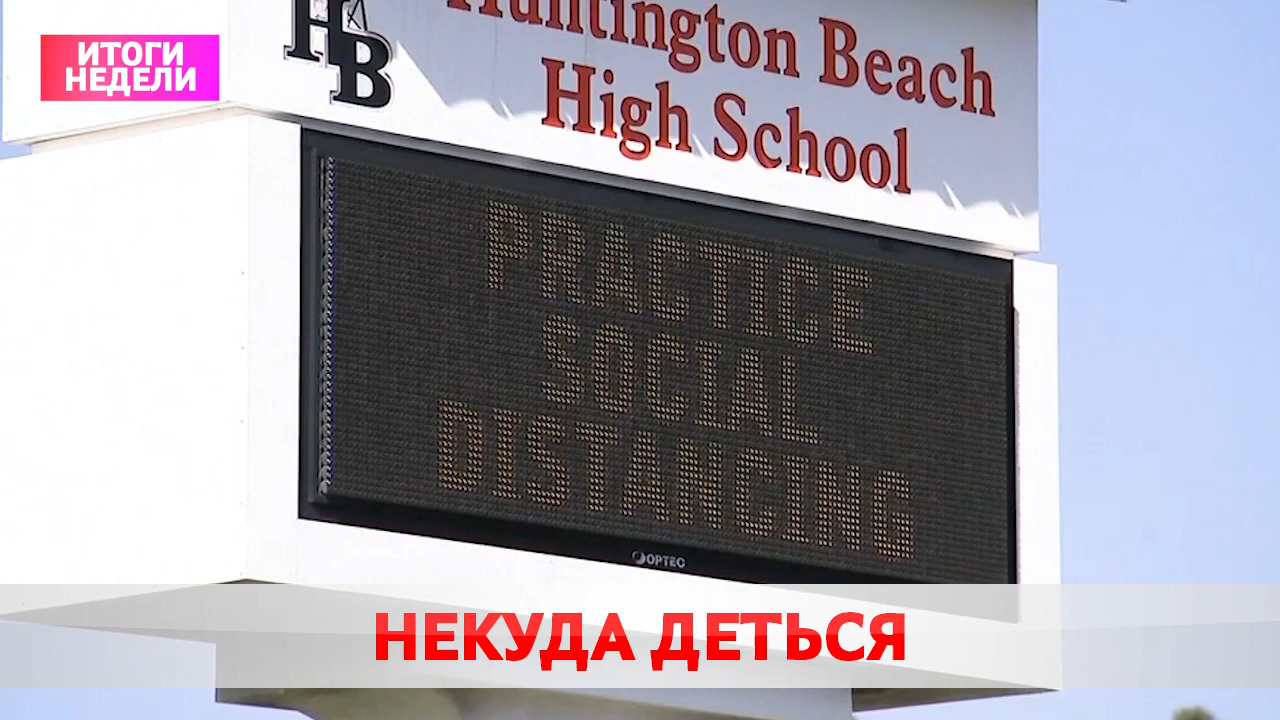 ИТОГИ
НЕДЕЛИ
HB
Huntington Beach
High School
PRACTICE
SOCIAL
DISTANCING
OPTEC
НЕКУДА ДЕТЬСЯ